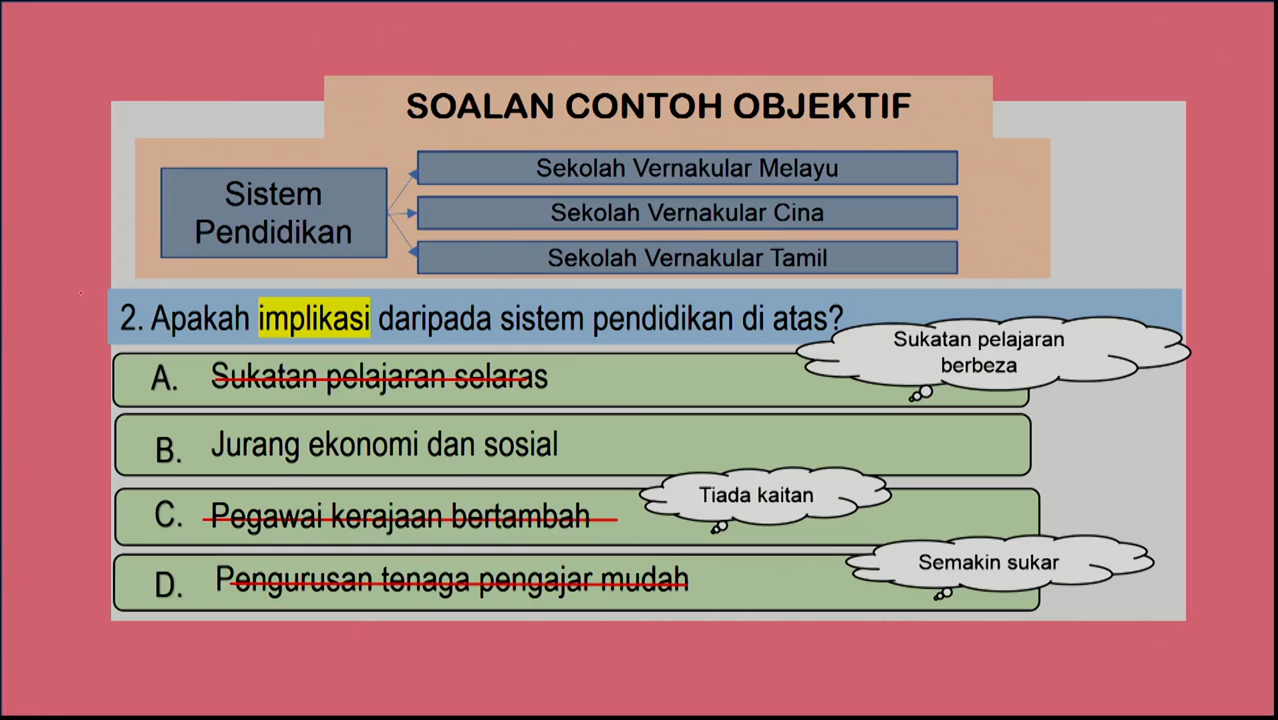 SOALAN CONTOH OBJEKTIF
Sistem
Pendidikan
Sekolah Vernakular Melayu
Sekolah Vernakular Cina
Sekolah Vernakular Tamil
2. Apakah implikasi daripada sistem pendidikan di atas?
Sukatan pelajaran
berbeza
A. Sukatan pelajaran selaras
B. Jurang ekonomi dan sosial
Tiada kaitan
C. Pegawai kerajaan bertambah
Semakin sukar
D. Pengurusan tenaga pengajar mudah